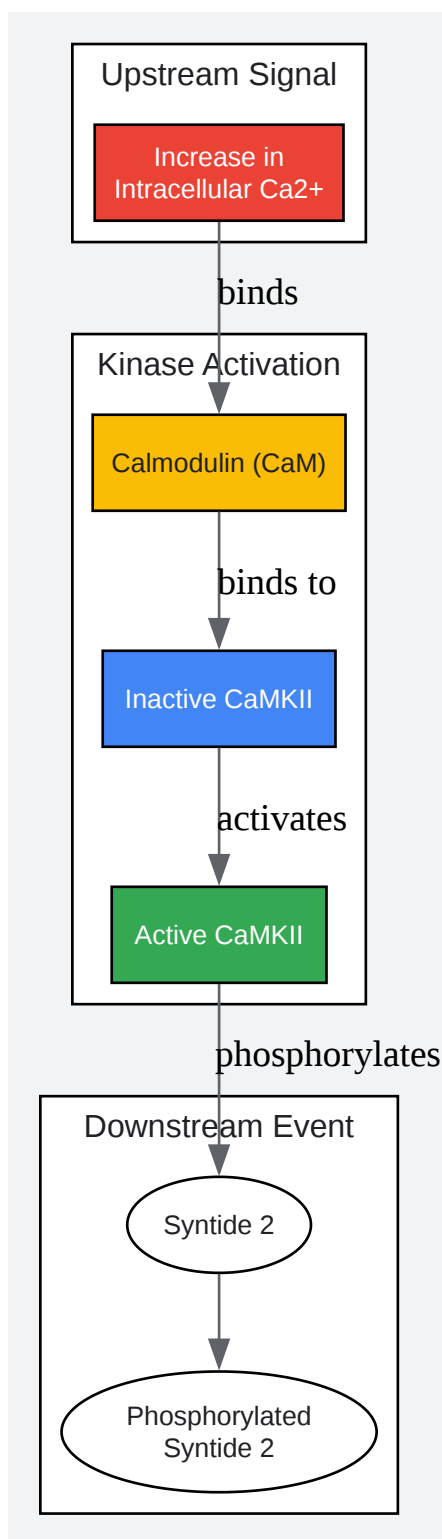 Upstream Signal
Increase in
Intracellular Ca2+
binds
Kinase Activation
Calmodulin (CaM)
binds to
Inactive CaMKII
activates
Active CaMKII
phosphorylates
Downstream Event
Syntide 2
Phosphorylated
Syntide 2